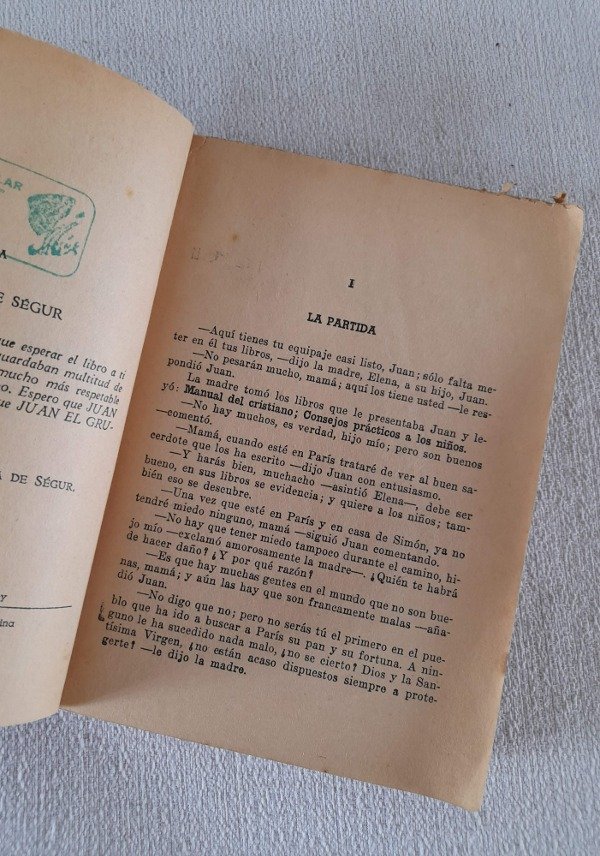 LAR
A
E SÉGUR
que esperar el libro a ti
guardaban multitud de
mucho más respetable
o. Espero que JUAN
que JUAN EL GRU-
A DE SÉGUR.
y
ina
I
LA PARTIDA
—Aquí tienes tu equipaje casi listo, Juan; sólo falta me-
ter en él tus libros, —dijo la madre, Elena, a su hijo, Juan.
—No pesarán mucho, mamá; aquí los tiene usted —le res-
pondió Juan.
La madre tomó los libros que le presentaba Juan y le-
yó: Manual del cristiano; Consejos prácticos a los niños.
—No hay muchos, es verdad, hijo mío; pero son buenos
—comentó.
—Mamá, cuando esté en París trataré de ver al buen sa-
cerdote que los ha escrito —dijo Juan con entusiasmo.
—Y harás bien, muchacho —asintió Elena—, debe ser
bueno, en sus libros se evidencia; y quiere a los niños; tam-
bién eso se descubre.
—Una vez que esté en París y en casa de Simón, ya no
tendré miedo ninguno, mamá —siguió Juan comentando.
—No hay que tener miedo tampoco durante el camino, hi-
jo mío —exclamó amorosamente la madre—. ¿Quién te habrá
de hacer daño? ¿Y por qué razón?
—Es que hay muchas gentes en el mundo que no son bue-
nas, mamá; y aún las hay que son francamente malas —aña-
dió Juan.
—No digo que no; pero no serás tú el primero en el pue-
blo que ha ido a buscar a París su pan y su fortuna. A nin-
guno le ha sucedido nada malo, ¿no se cierto? Dios y la San-
tísima Virgen, ¿no están acaso dispuestos siempre a prote-
gerte? —le dijo la madre.